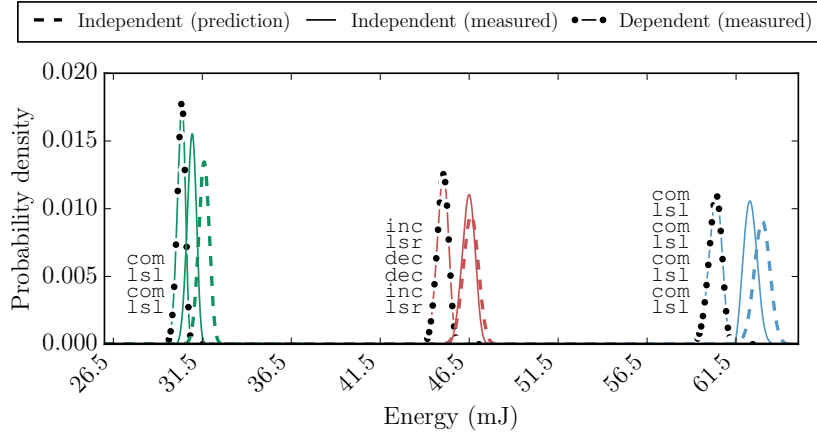 Independent (prediction) Independent (measured) Dependent (measured)
0.020
0.015
0.010
0.005
0.000
Probability density
com
lsl
com
lsl
inc
lsr
dec
dec
inc
lsr
com
lsl
com
lsl
com
lsl
com
lsl
26.5 31.5 36.5 41.5 46.5 51.5 56.5 61.5
Energy (mJ)